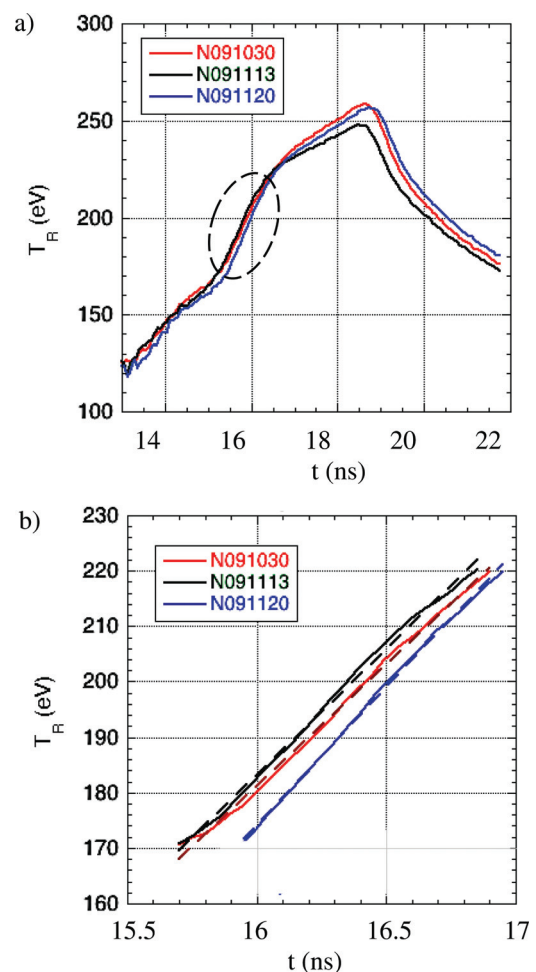 a)
300
250
200
150
100
T_R (eV)
N091030
N091113
N091120
14 16 18 20 22
t (ns)
b)
230
220
210
200
190
180
170
160
T_R (eV)
N091030
N091113
N091120
15.5 16 16.5 17
t (ns)